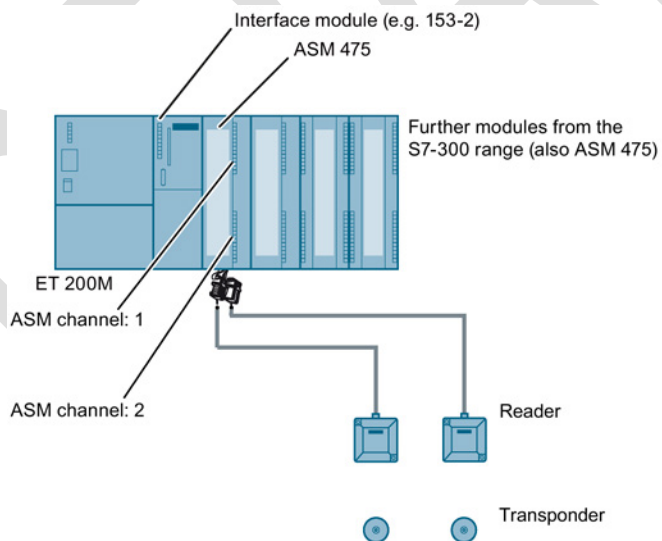 Interface module (e.g. 153-2)
ASM 475
Further modules from the
S7-300 range (also ASM 475)
ET 200M
ASM channel: 1
ASM channel: 2
Reader
Transponder